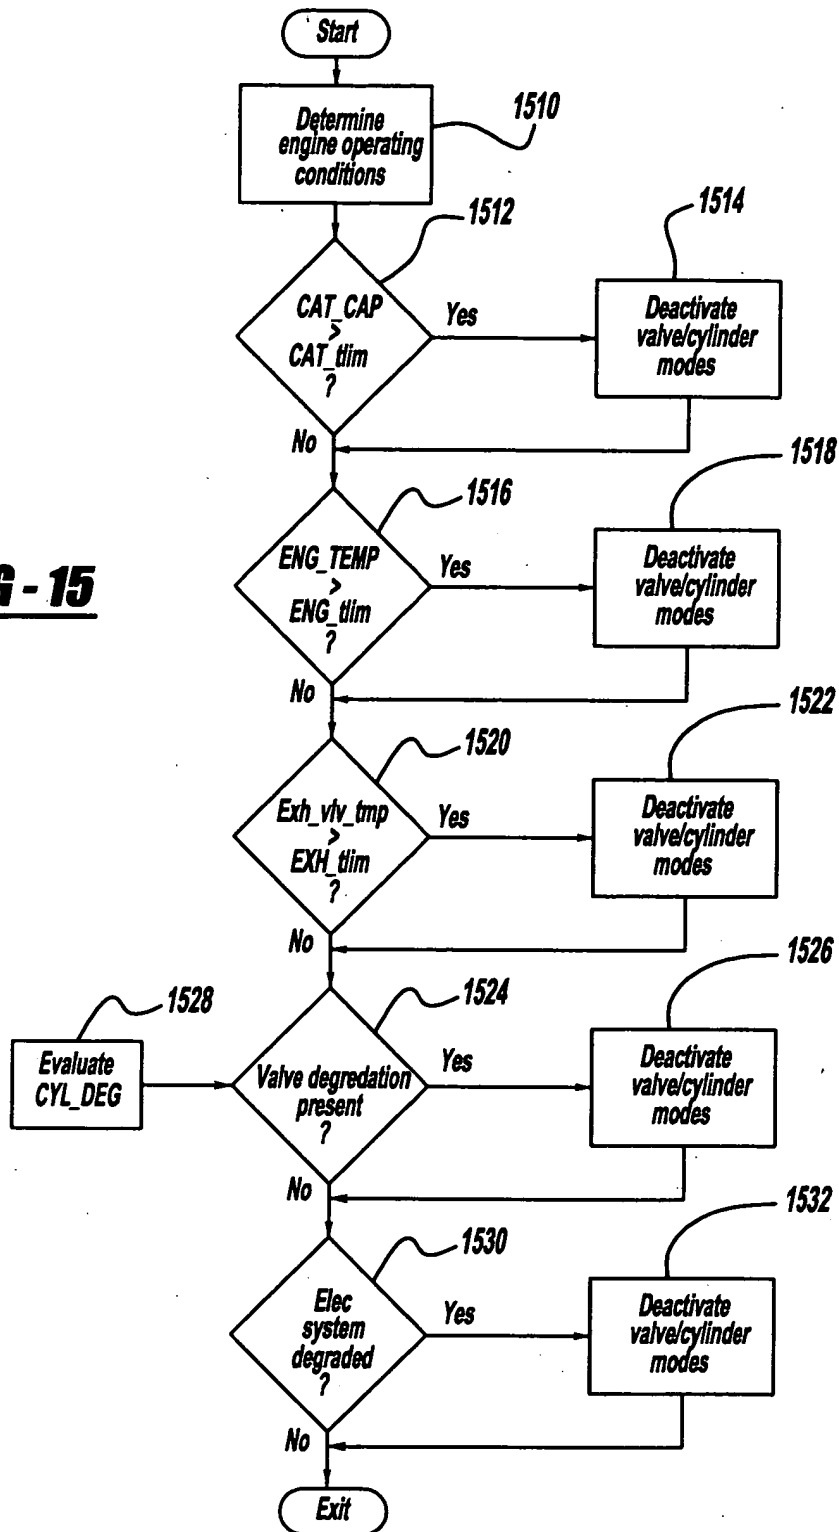 Start
Determine
engine operating
conditions
1510
1512
CAT_CAP
>
CAT_tlim
?
Yes
No
1514
Deactivate
valve/cylinder
modes
1516
ENG_TEMP
>
ENG_tlim
?
Yes
No
1518
Deactivate
valve/cylinder
modes
G - 15
1520
Exh_vlv_tmp
>
EXH_tlim
?
Yes
No
1522
Deactivate
valve/cylinder
modes
1528
Evaluate
CYL_DEG
1524
Valve degredation
present
?
Yes
No
1526
Deactivate
valve/cylinder
modes
1530
Elec
system
degraded
?
Yes
No
1532
Deactivate
valve/cylinder
modes
Exit